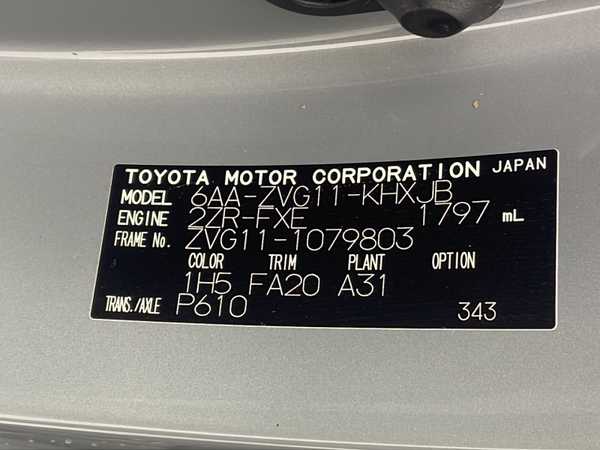 TOYOTA MOTOR CORPORATION JAPAN
MODEL 6AA-ZVG11-KHXJB
ENGINE 2ZR-FXE 1797 mL
FRAME No. ZVG11-1079803
COLOR TRIM PLANT OPTION
1H5 FA20 A31
TRANS./AXLE P610 343